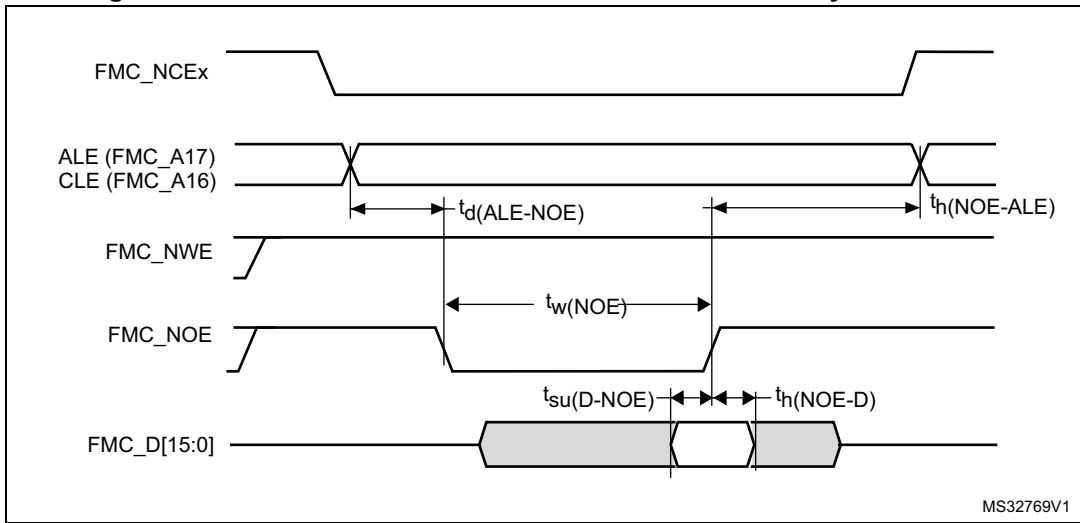 FMC_NCEx
ALE (FMC_A17)
CLE (FMC_A16)
td(ALE-NOE)
th(NOE-ALE)
FMC_NWE
tw(NOE)
FMC_NOE
tsu(D-NOE)
th(NOE-D)
FMC_D[15:0]
MS32769V1